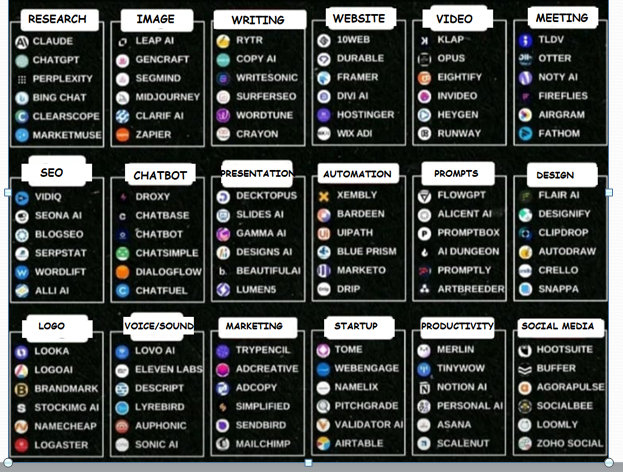 RESEARCH
CLAUDE
CHATGPT
PERPLEXITY
BING CHAT
CLEARSCOPE
MARKETMUSE
IMAGE
LEAP AI
GENCRAFT
SEGMIND
MIDJOURNEY
CLARIF AI
ZAPIER
WRITING
RYTR
COPY AI
WRITESONIC
SURFERSEO
WORDTUNE
CRAYON
WEBSITE
10WEB
DURABLE
FRAMER
DIVI AI
HOSTINGER
WIX ADI
VIDEO
KLAP
OPUS
EIGHTIFY
INVIDEO
HEYGEN
RUNWAY
MEETING
TLDV
OTTER
NOTY AI
FIREFLIES
AIRGRAM
FATHOM
SEO
VIDIQ
SEONA AI
BLOGSEO
SERPSTAT
WORDLIFT
ALLI AI
CHATBOT
DROXY
CHATBASE
CHATBOT
CHATSIMPLE
DIALOGFLOW
CHATFUEL
PRESENTATION
DECKTOPUS
SLIDES AI
GAMMA AI
DESIGNS AI
BEAUTIFULAI
LUMEN5
AUTOMATION
XEMBLY
BARDEEN
UIPATH
BLUE PRISM
MARKETO
DRIP
PROMPTS
FLOWGPT
ALICENT AI
PROMPTBOX
AI DUNGEON
PROMPTLY
ARTBREEDER
DESIGN
FLAIR AI
DESIGNIFY
CLIPDROP
AUTODRAW
CRELLO
SNAPPA
LOGO
LOOKA
LOGOAI
BRANDMARK
STOCKIMG AI
NAMECHEAP
LOGASTER
VOICE/SOUND
LOVO AI
ELEVEN LABS
DESCRIPT
LYREBIRD
AUPHONIC
SONIC AI
MARKETING
TRYPENCIL
ADCREATIVE
ADCOPY
SIMPLIFIED
SENDBIRD
MAILCHIMP
STARTUP
TOME
WEBENGAGE
NAMELIX
PITCHGRADE
VALIDATOR AI
AIRTABLE
PRODUCTIVITY
MERLIN
TINYWOW
NOTION AI
PERSONAL AI
ASANA
SCALENUT
SOCIAL MEDIA
HOOTSUITE
BUFFER
AGORAPULSE
SOCIALBEE
LOOMLY
ZOHO SOCIAL